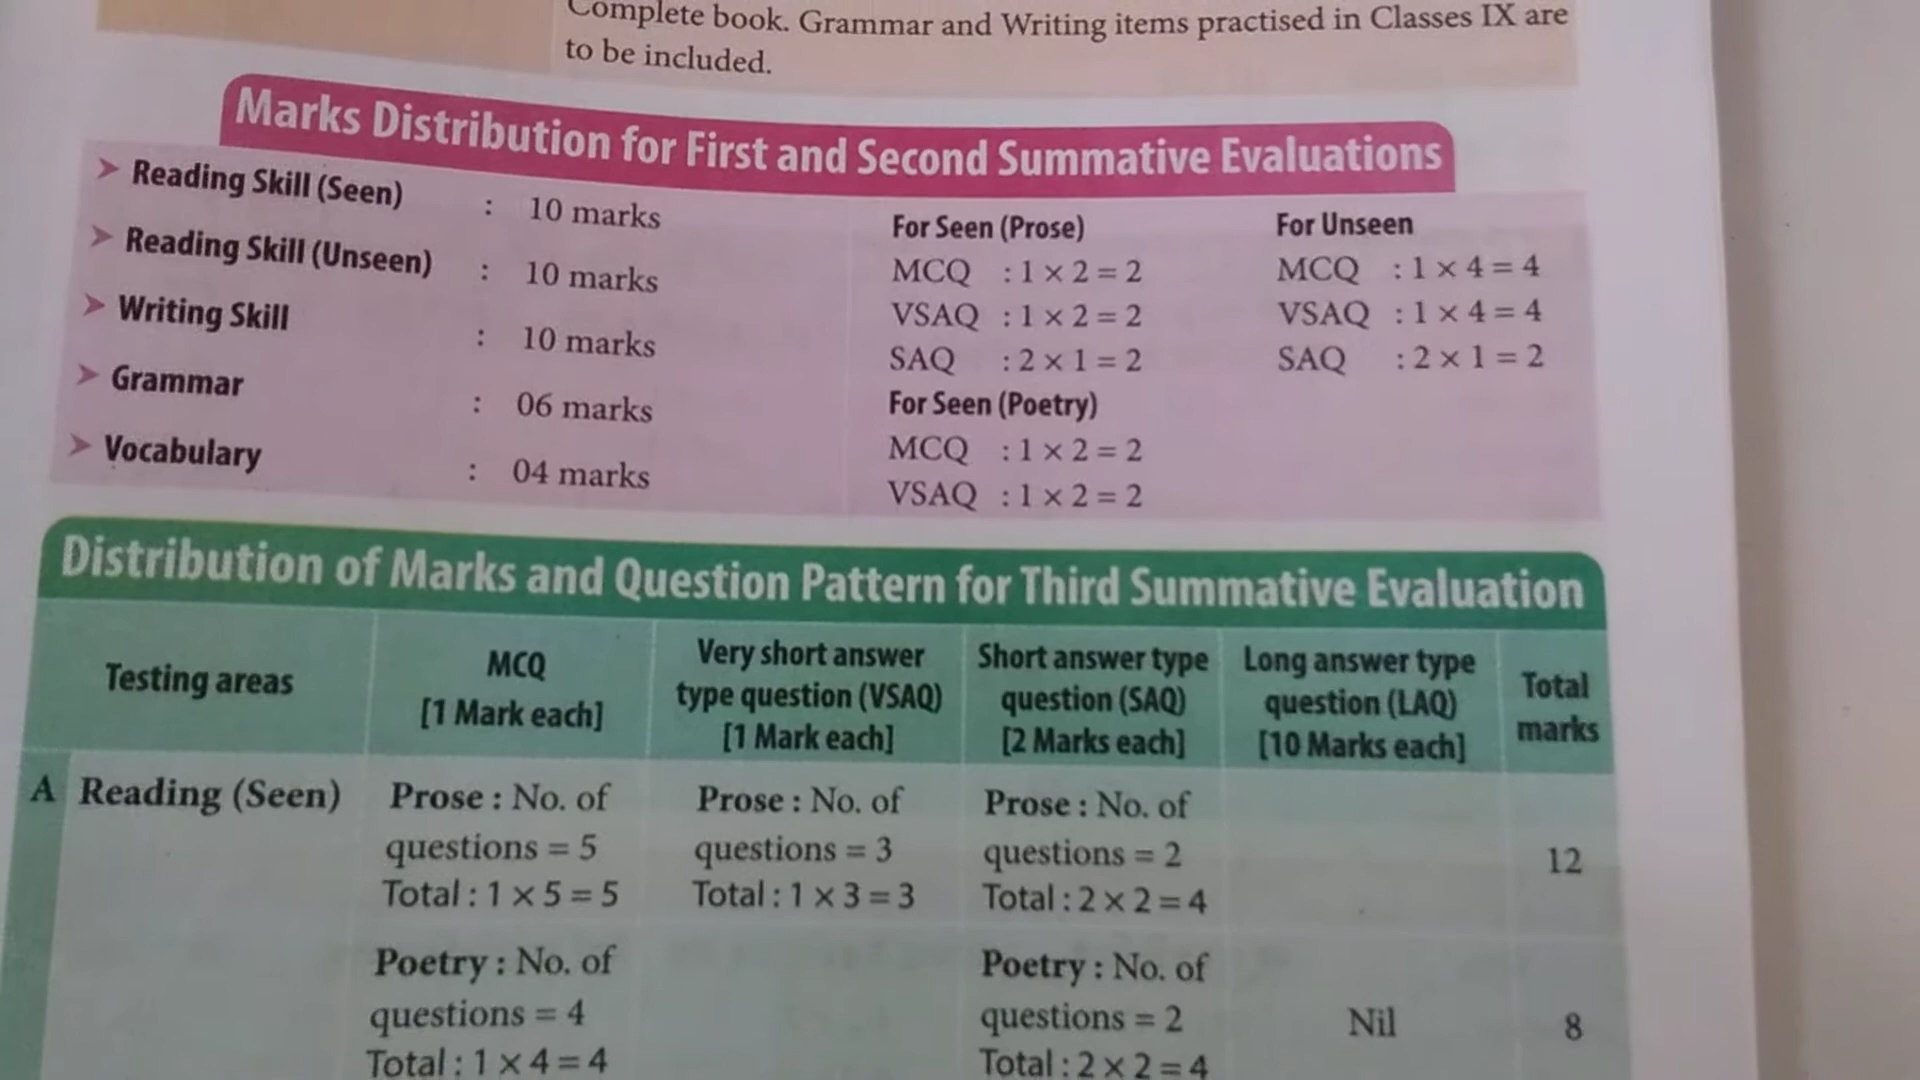 Complete book. Grammar and Writing items practised in Classes IX are
to be included.
Marks Distribution for First and Second Summative Evaluations
➤ Reading Skill (Seen) : 10 marks
➤ Reading Skill (Unseen) : 10 marks
➤ Writing Skill : 10 marks
➤ Grammar : 06 marks
➤ Vocabulary : 04 marks
For Seen (Prose)
MCQ : 1 × 2 = 2
VSAQ : 1 × 2 = 2
SAQ : 2 × 1 = 2
For Seen (Poetry)
MCQ : 1 × 2 = 2
VSAQ : 1 × 2 = 2
For Unseen
MCQ : 1 × 4 = 4
VSAQ : 1 × 4 = 4
SAQ : 2 × 1 = 2
Distribution of Marks and Question Pattern for Third Summative Evaluation
Testing areas
MCQ
[1 Mark each]
Very short answer
type question (VSAQ)
[1 Mark each]
Short answer type
question (SAQ)
[2 Marks each]
Long answer type
question (LAQ)
[10 Marks each]
Total
marks
A Reading (Seen)
Prose : No. of
questions = 5
Total : 1 × 5 = 5
Prose : No. of
questions = 3
Total : 1 × 3 = 3
Prose : No. of
questions = 2
Total : 2 × 2 = 4
12
Poetry : No. of
questions = 4
Total : 1 × 4 = 4
Poetry : No. of
questions = 2
Total : 2 × 2 = 4
Nil
8